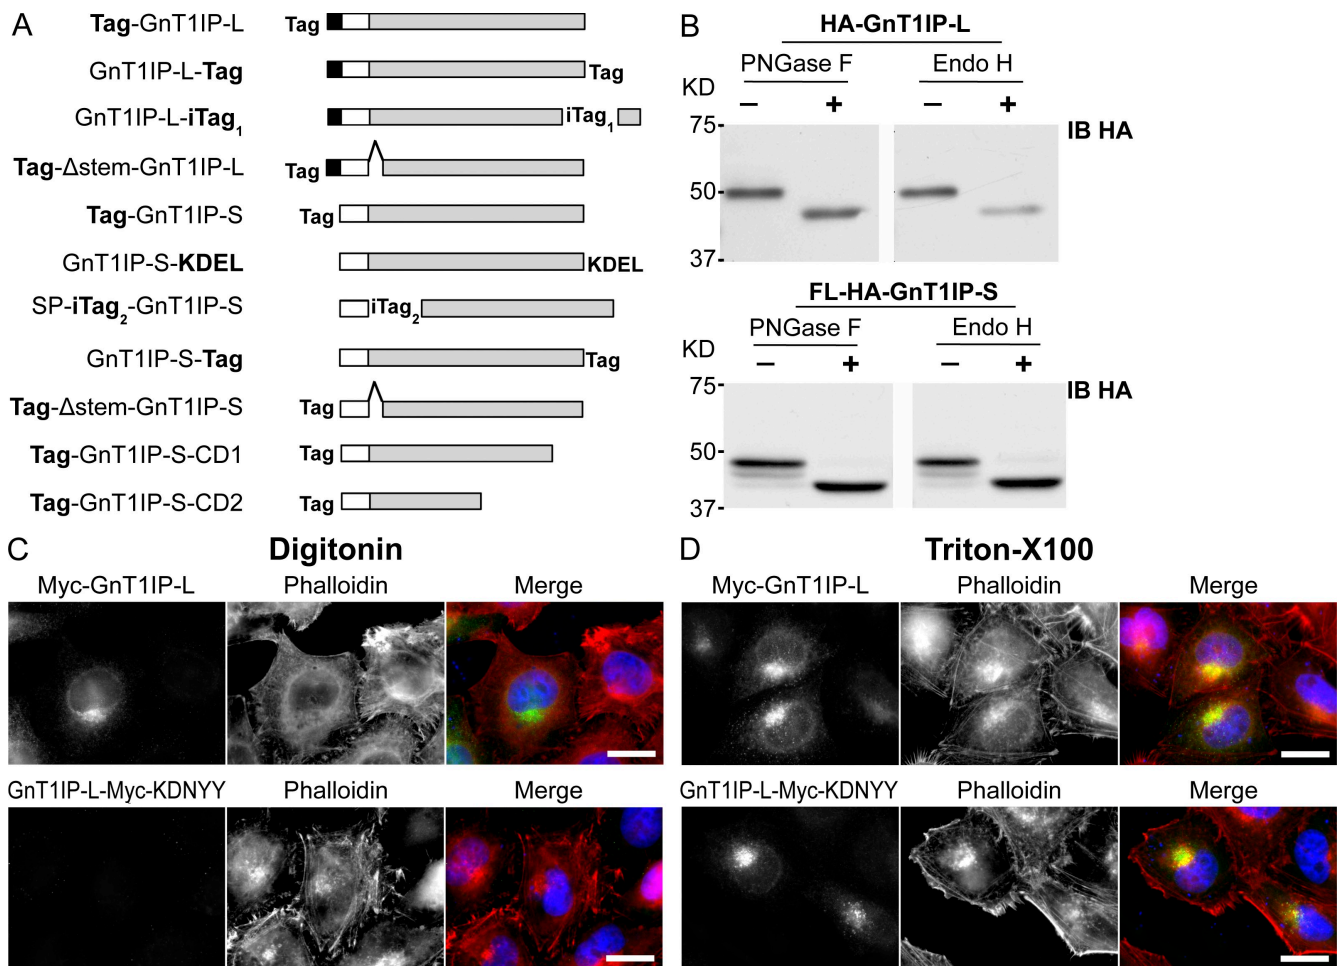 A
Tag-GnT1IP-L Tag
GnT1IP-L-Tag Tag
GnT1IP-L-iTag1 iTag1
Tag-Δstem-GnT1IP-L Tag
Tag-GnT1IP-S Tag
GnT1IP-S-KDEL KDEL
SP-iTag2-GnT1IP-S iTag2
GnT1IP-S-Tag Tag
Tag-Δstem-GnT1IP-S Tag
Tag-GnT1IP-S-CD1 Tag
Tag-GnT1IP-S-CD2 Tag
B
HA-GnT1IP-L
PNGase F Endo H
KD − + − +
75
IB HA
50
37
FL-HA-GnT1IP-S
PNGase F Endo H
KD − + − +
75
IB HA
50
37
C Digitonin
Myc-GnT1IP-L Phalloidin Merge
GnT1IP-L-Myc-KDNYY Phalloidin Merge
D Triton-X100
Myc-GnT1IP-L Phalloidin Merge
GnT1IP-L-Myc-KDNYY Phalloidin Merge